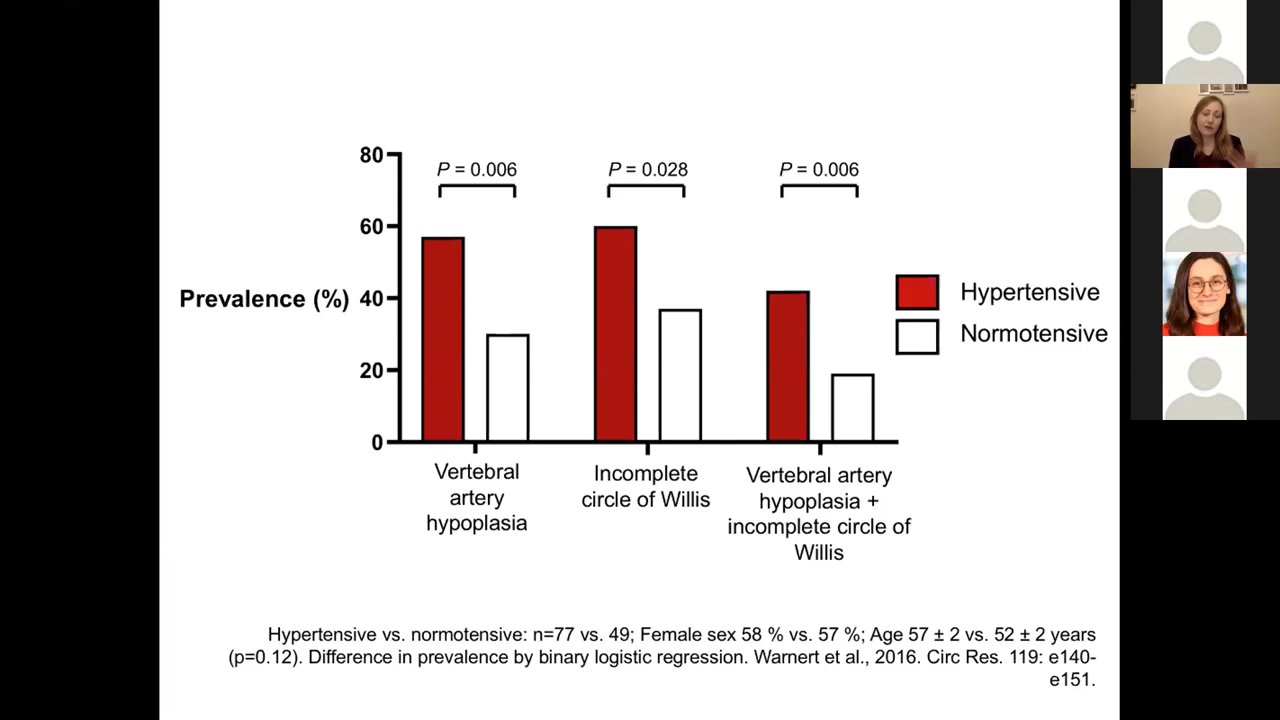 80
60
40
20
0
Prevalence (%)
P = 0.006
P = 0.028
P = 0.006
Hypertensive
Normotensive
Vertebral
artery
hypoplasia
Incomplete
circle of Willis
Vertebral artery
hypoplasia +
incomplete circle of
Willis
Hypertensive vs. normotensive: n=77 vs. 49; Female sex 58 % vs. 57 %; Age 57 ± 2 vs. 52 ± 2 years
(p=0.12). Difference in prevalence by binary logistic regression. Warnert et al., 2016. Circ Res. 119: e140-
e151.